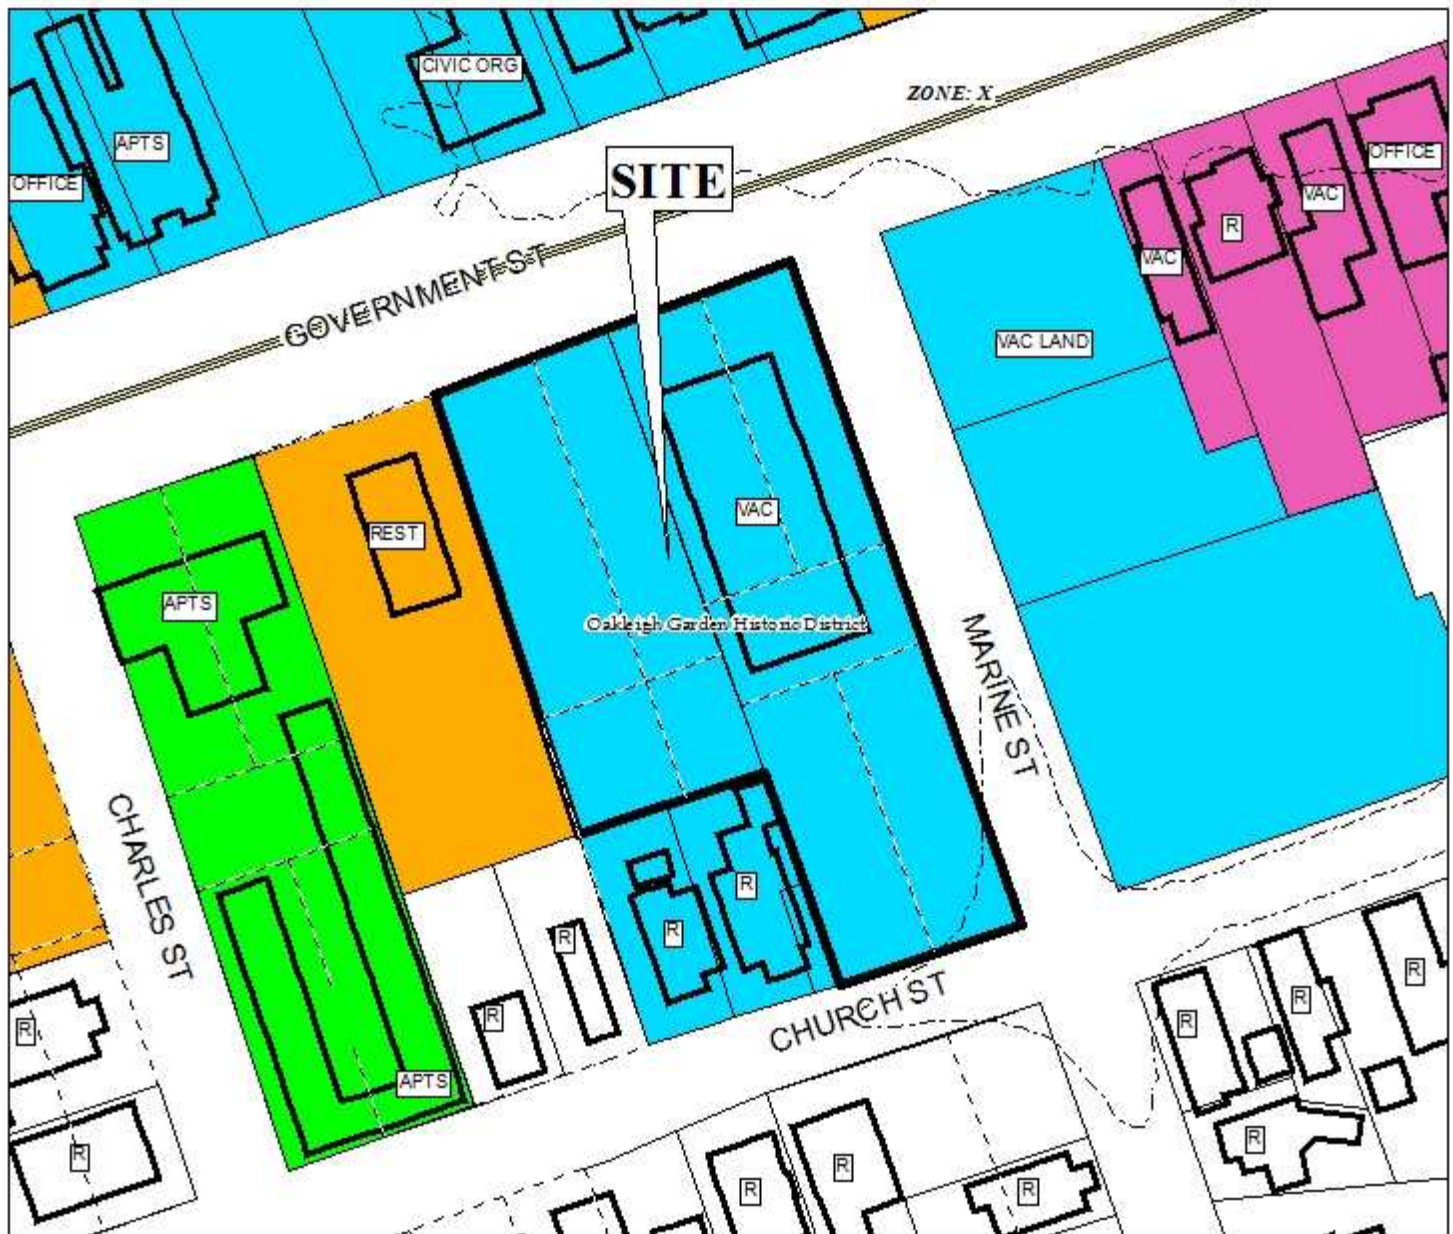 CIVIC ORG
ZONE: X
APTS
OFFICE
OFFICE
SITE
VAC
R
VAC
GOVERNMENT ST
VAC LAND
REST
VAC
APTS
Oakleigh Garden Historic District
MARINE ST
CHARLES ST
R
R
R
R
R
R
R
R
CHURCH ST
R
APTS
R
R
R
R
R